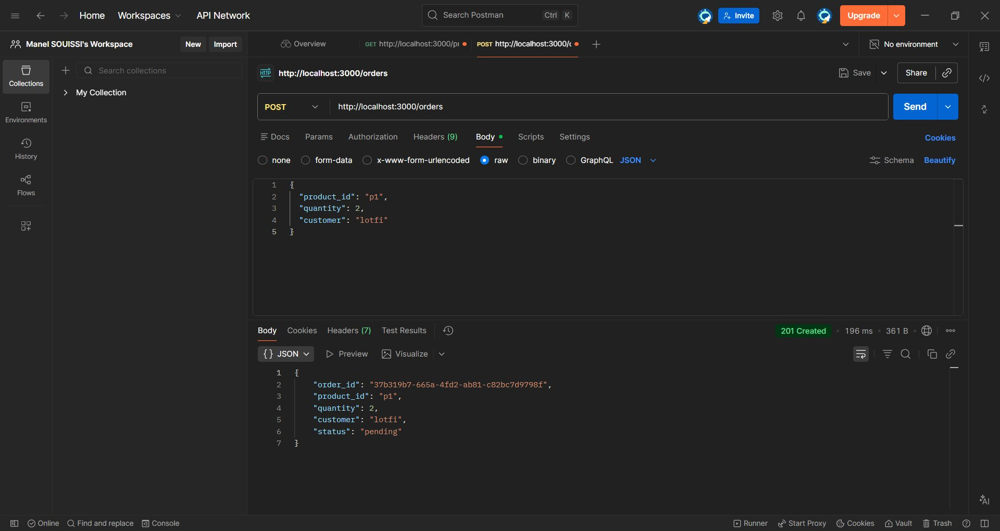 Home Workspaces API Network Search Postman Ctrl K Invite Upgrade
Manel SOUISSI's Workspace New Import Overview GET http://localhost:3000/p POST http://localhost:3000/ No environment
Collections
Environments
History
Flows
Search collections
My Collection
HTTP http://localhost:3000/orders Save Share
POST http://localhost:3000/orders Send
Docs Params Authorization Headers (9) Body Scripts Settings Cookies
none form-data x-www-form-urlencoded raw binary GraphQL JSON Schema Beautify
1 {
2 "product_id": "p1",
3 "quantity": 2,
4 "customer": "lotfi"
5 }
Body Cookies Headers (7) Test Results 201 Created • 196 ms • 361 B
{} JSON Preview Visualize
1 {
2 "order_id": "37b319b7-665a-4fd2-ab81-c82bc7d9798f",
3 "product_id": "p1",
4 "quantity": 2,
5 "customer": "lotfi",
6 "status": "pending"
7 }
AI
Online Find and replace Console Runner Start Proxy Cookies Vault Trash